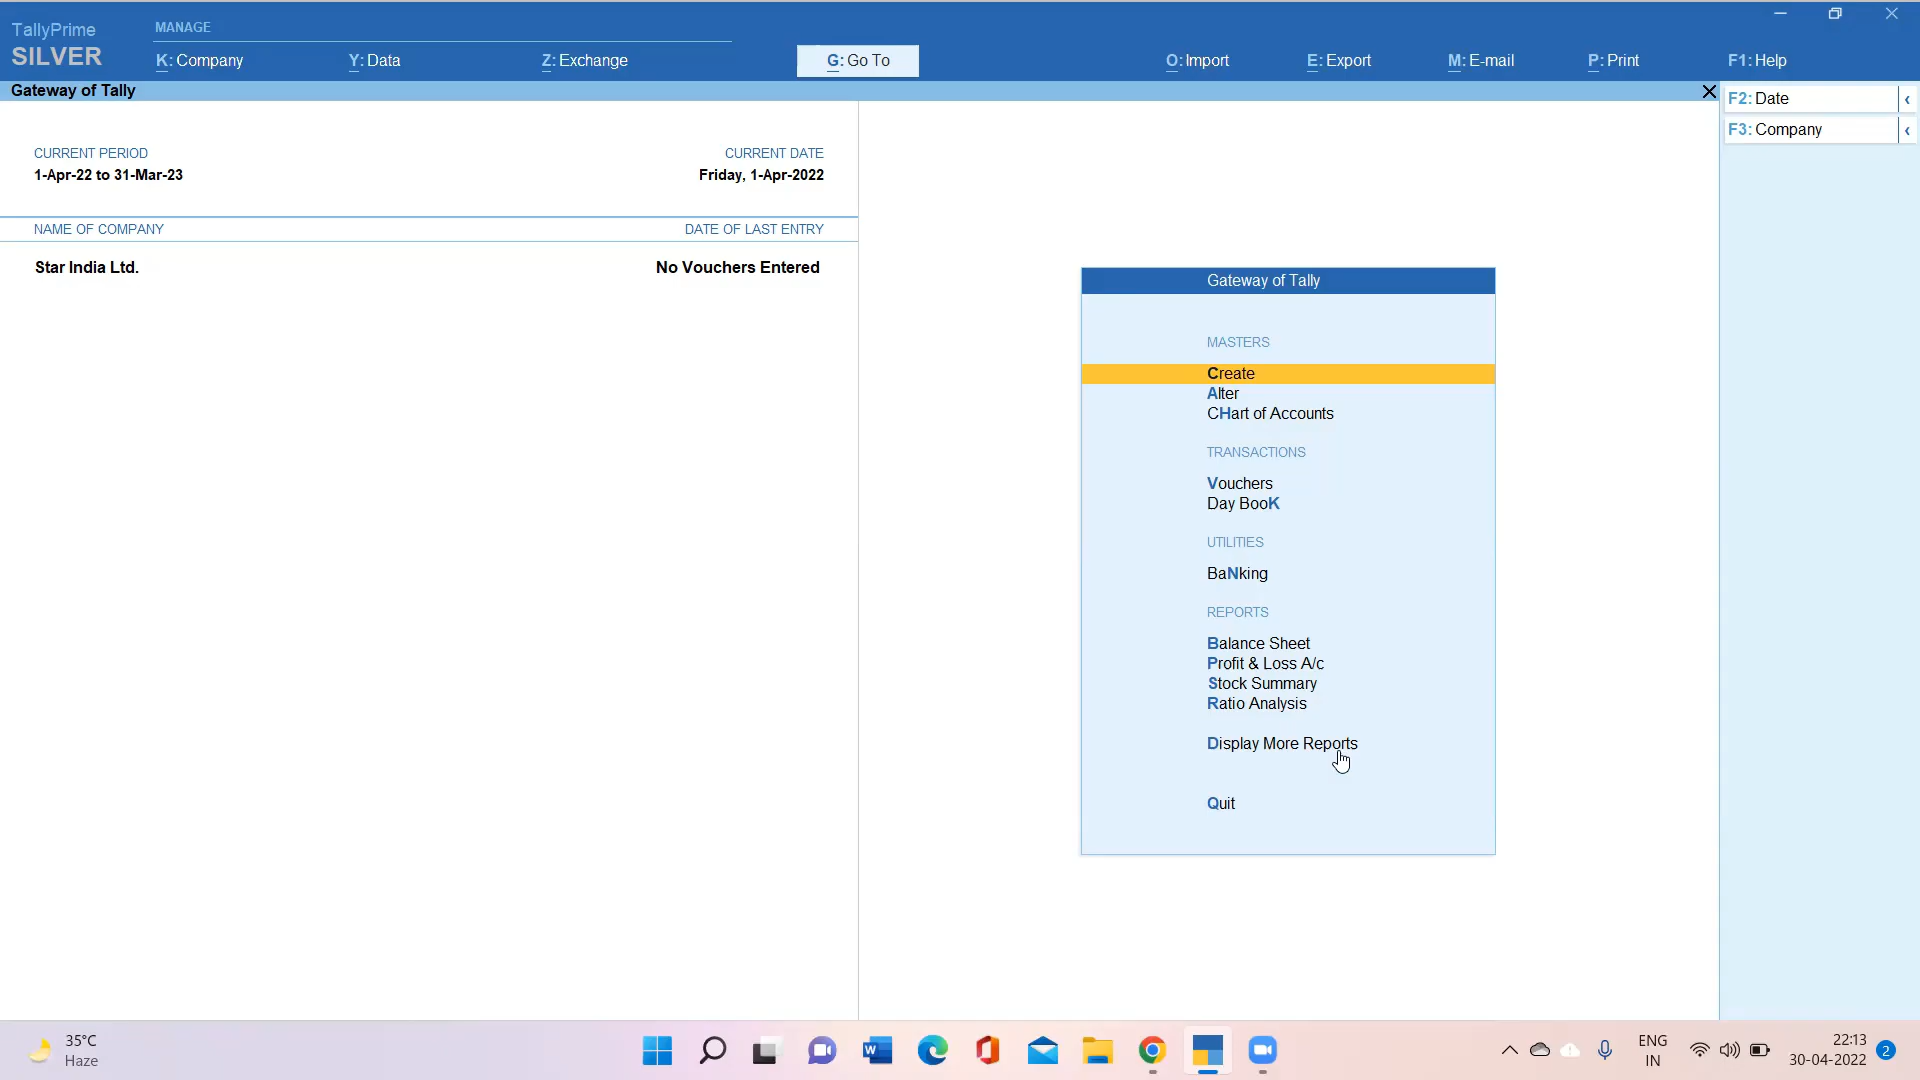 TallyPrime
SILVER
MANAGE
K: Company
Y: Data
Z: Exchange
G: Go To
O: Import
E: Export
M: E-mail
P: Print
F1: Help
Gateway of Tally
F2: Date
F3: Company
CURRENT PERIOD
CURRENT DATE
1-Apr-22 to 31-Mar-23
Friday, 1-Apr-2022
NAME OF COMPANY
DATE OF LAST ENTRY
Star India Ltd.
No Vouchers Entered
Gateway of Tally
MASTERS
Create
Alter
CHart of Accounts
TRANSACTIONS
Vouchers
Day BooK
UTILITIES
BaNking
REPORTS
Balance Sheet
Profit & Loss A/c
Stock Summary
Ratio Analysis
Display More Reports
Quit
35°C
Haze
ENG
IN
22:13
30-04-2022
2